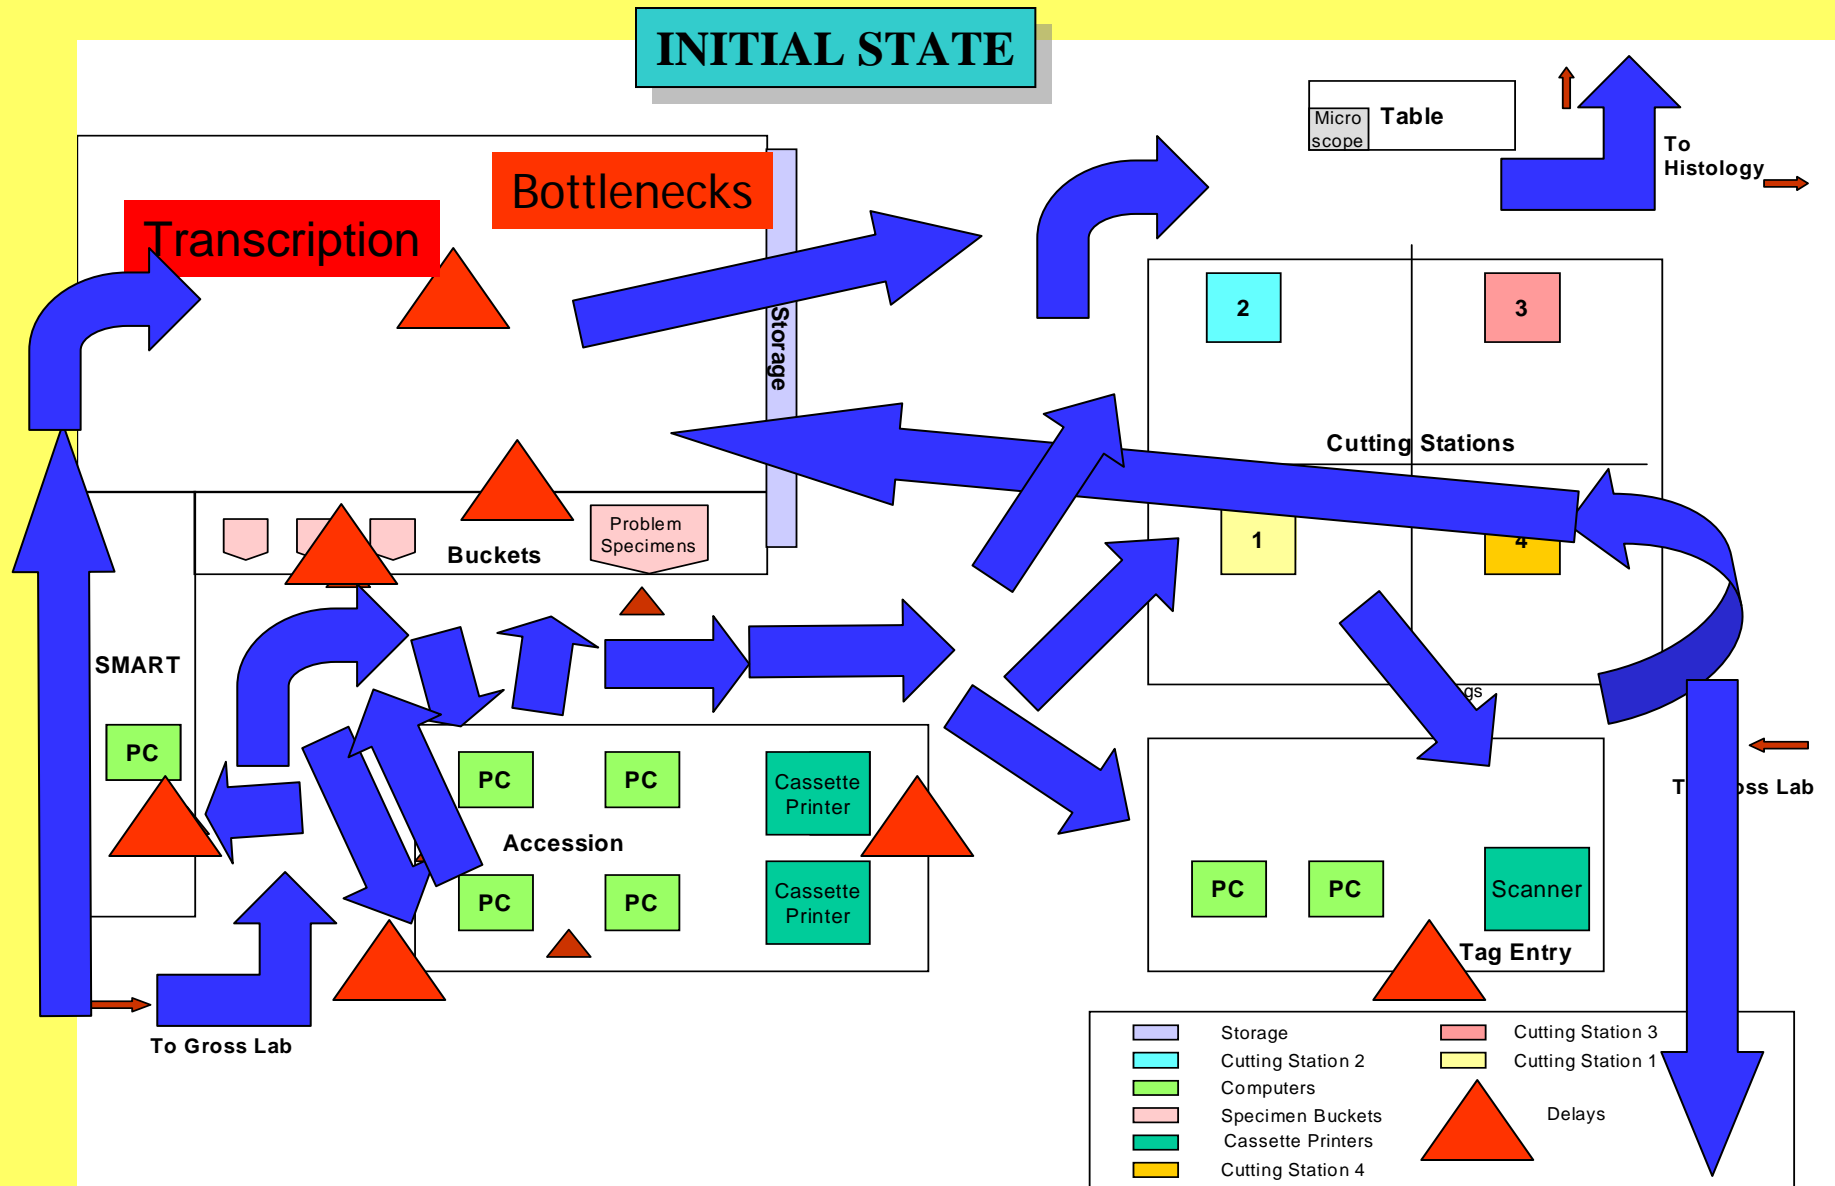 INITIAL STATE
Micro
scope
Table
To
Histology
Bottlenecks
Transcription
Storage
2
3
Cutting Stations
1
4
Problem
Specimens
Buckets
SMART
PC
gs
PC
PC
Cassette
Printer
Accession
PC
PC
Cassette
Printer
oss Lab
PC
PC
Scanner
Tag Entry
To Gross Lab
Storage
Cutting Station 3
Cutting Station 2
Cutting Station 1
Computers
Specimen Buckets
Delays
Cassette Printers
Cutting Station 4